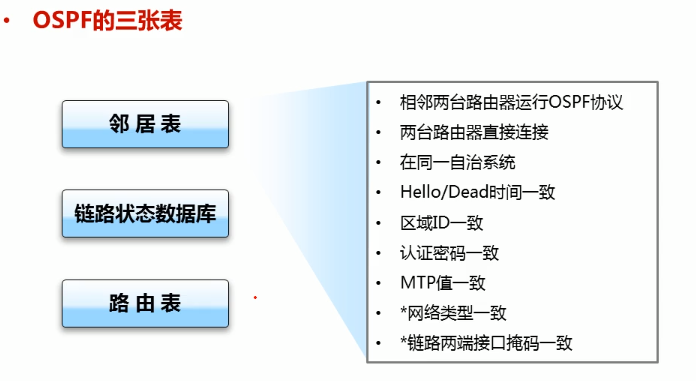 • OSPF的三张表
邻居表
链路状态数据库
路由表
• 相邻两台路由器运行OSPF协议
• 两台路由器直接连接
• 在同一自治系统
• Hello/Dead时间一致
• 区域ID一致
• 认证密码一致
• MTP值一致
• *网络类型一致
• *链路两端接口掩码一致